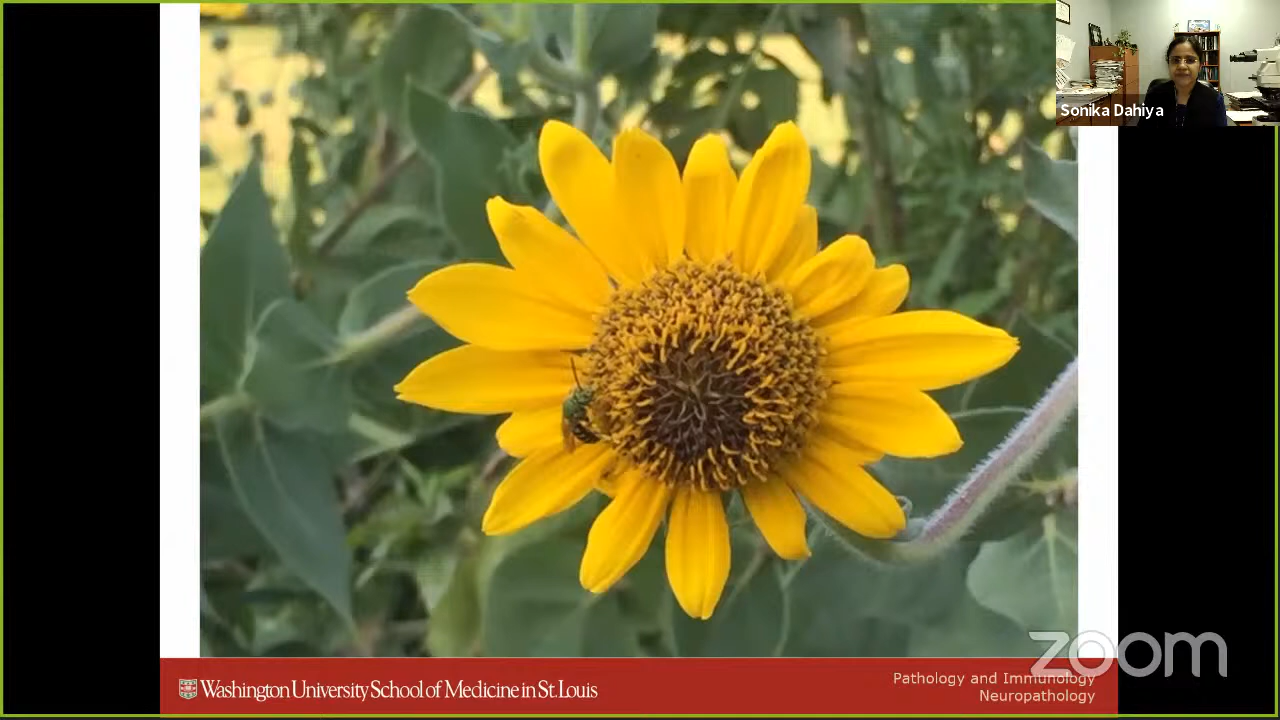 Sonika Dahiya
Washington University School of Medicine in St. Louis
Pathology and Immunology
Neuropathology
zoom